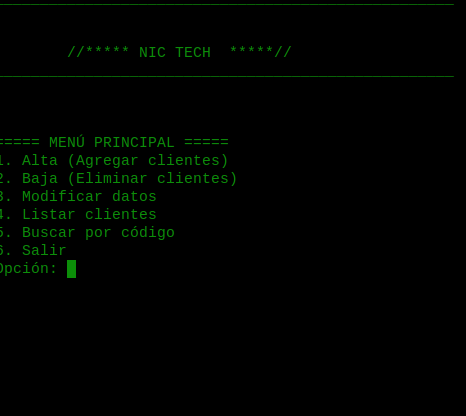 //***** NIC TECH  *****//
===== MENÚ PRINCIPAL =====
1. Alta (Agregar clientes)
2. Baja (Eliminar clientes)
3. Modificar datos
4. Listar clientes
5. Buscar por código
6. Salir
Opción: